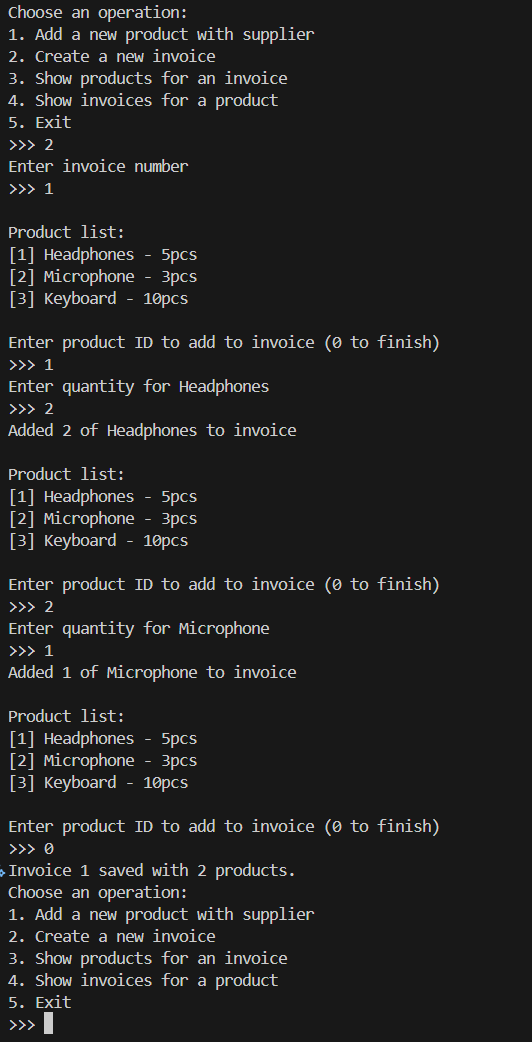 Choose an operation:
1. Add a new product with supplier
2. Create a new invoice
3. Show products for an invoice
4. Show invoices for a product
5. Exit
>>> 2
Enter invoice number
>>> 1
Product list:
[1] Headphones - 5pcs
[2] Microphone - 3pcs
[3] Keyboard - 10pcs
Enter product ID to add to invoice (0 to finish)
>>> 1
Enter quantity for Headphones
>>> 2
Added 2 of Headphones to invoice
Product list:
[1] Headphones - 5pcs
[2] Microphone - 3pcs
[3] Keyboard - 10pcs
Enter product ID to add to invoice (0 to finish)
>>> 2
Enter quantity for Microphone
>>> 1
Added 1 of Microphone to invoice
Product list:
[1] Headphones - 5pcs
[2] Microphone - 3pcs
[3] Keyboard - 10pcs
Enter product ID to add to invoice (0 to finish)
>>> 0
Invoice 1 saved with 2 products.
Choose an operation:
1. Add a new product with supplier
2. Create a new invoice
3. Show products for an invoice
4. Show invoices for a product
5. Exit
>>>